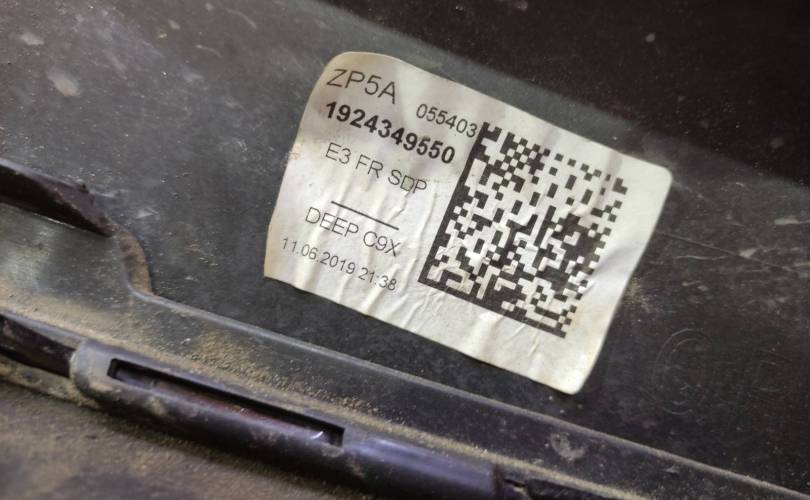 ZP5A 055403
1924349550
E3 FR SDP
DEEP C9X
11.06.2019 21:38